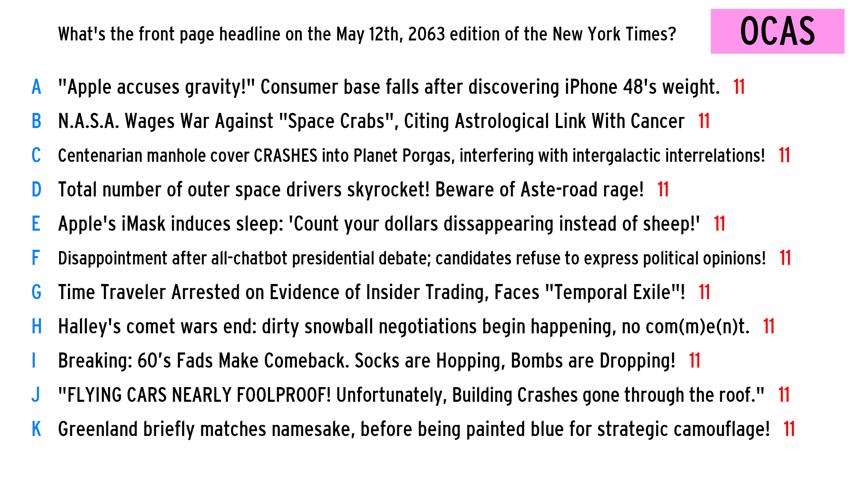 What's the front page headline on the May 12th, 2063 edition of the New York Times?
OCAS
A "Apple accuses gravity!" Consumer base falls after discovering iPhone 48's weight. 11
B N.A.S.A. Wages War Against "Space Crabs", Citing Astrological Link With Cancer 11
C Centenarian manhole cover CRASHES into Planet Porgas, interfering with intergalactic interrelations! 11
D Total number of outer space drivers skyrocket! Beware of Aste-road rage! 11
E Apple's iMask induces sleep: 'Count your dollars dissappearing instead of sheep!' 11
F Disappointment after all-chatbot presidential debate; candidates refuse to express political opinions! 11
G Time Traveler Arrested on Evidence of Insider Trading, Faces "Temporal Exile"! 11
H Halley's comet wars end: dirty snowball negotiations begin happening, no com(m)e(n)t. 11
I Breaking: 60’s Fads Make Comeback. Socks are Hopping, Bombs are Dropping! 11
J "FLYING CARS NEARLY FOOLPROOF! Unfortunately, Building Crashes gone through the roof." 11
K Greenland briefly matches namesake, before being painted blue for strategic camouflage! 11